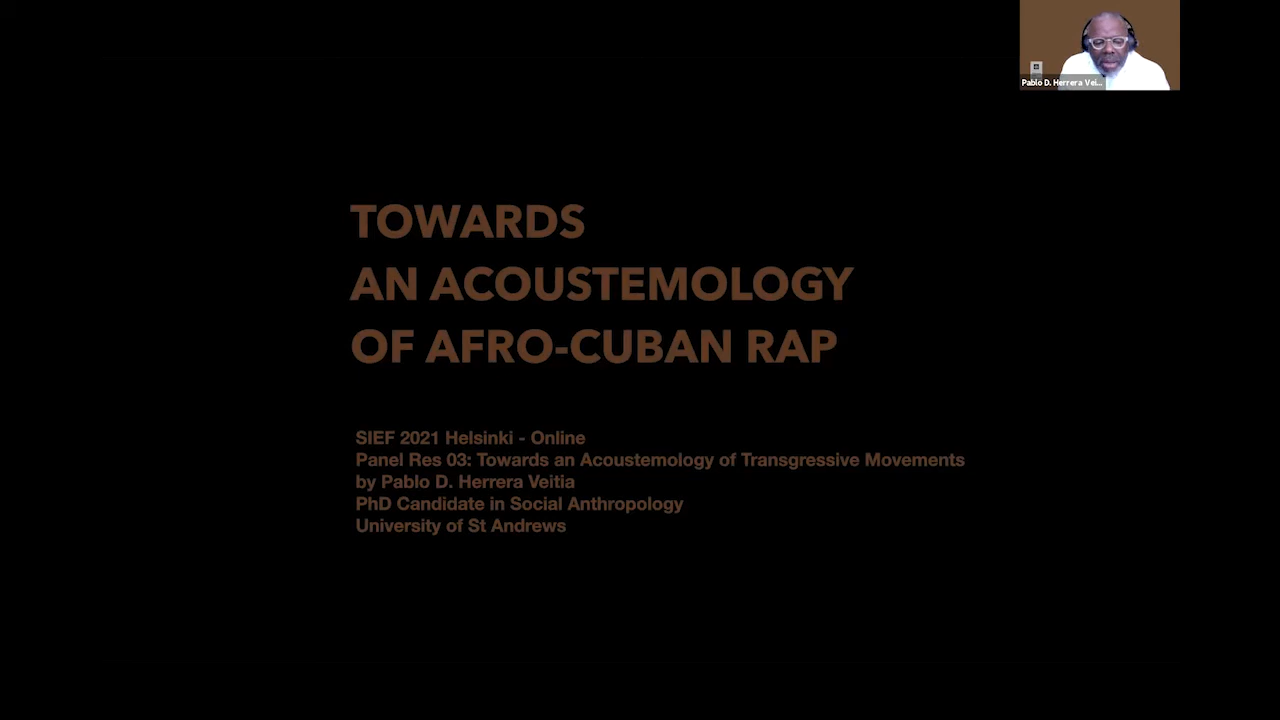 Pablo D. Herrera Vei...
TOWARDS
AN ACOUSTEMOLOGY
OF AFRO-CUBAN RAP
SIEF 2021 Helsinki - Online
Panel Res 03: Towards an Acoustemology of Transgressive Movements
by Pablo D. Herrera Veitia
PhD Candidate in Social Anthropology
University of St Andrews